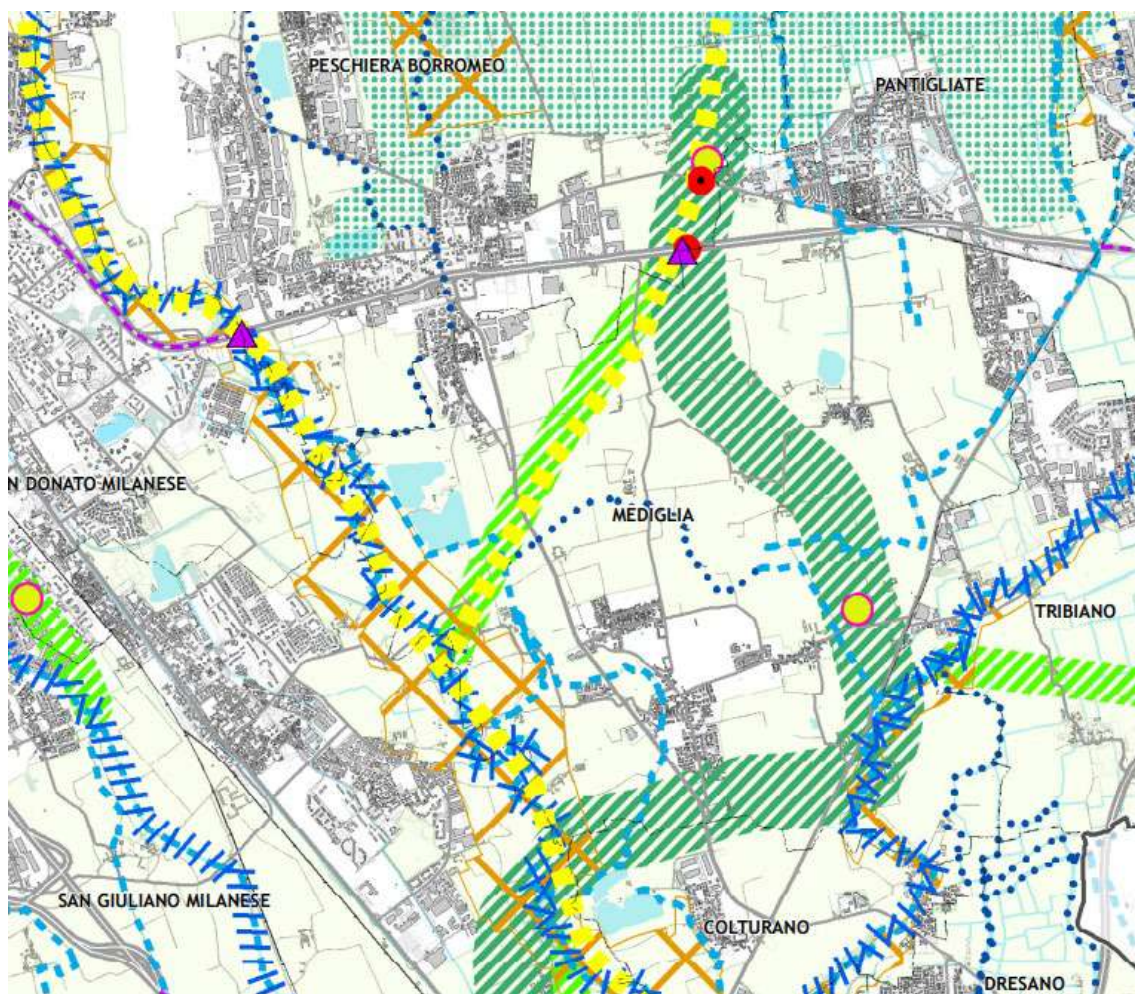 PESCHIERA BORROMEO
PANTIGLIATE
N DONATO MILANESE
MEDIGLIA
TRIBIANO
SAN GIULIANO MILANESE
COLTURANO
DRESANO